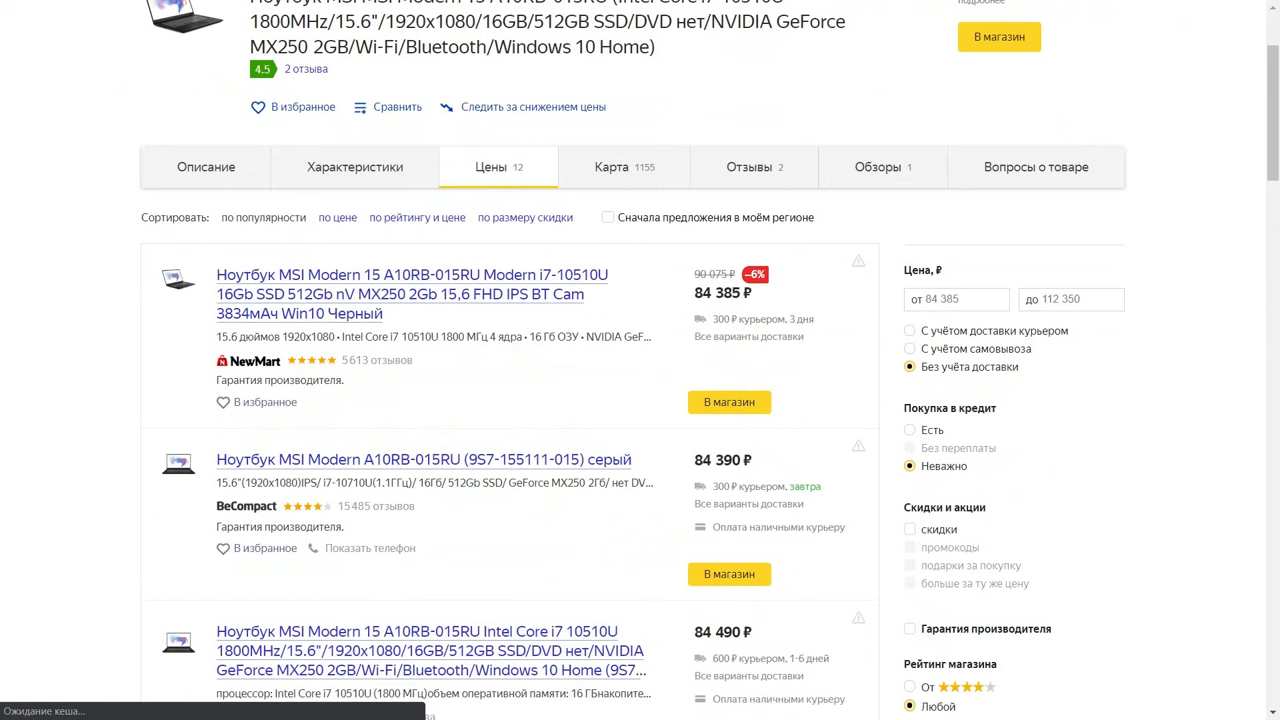 1800MHz/15.6"/1920x1080/16GB/512GB SSD/DVD нет/NVIDIA GeForce
MX250 2GB/Wi-Fi/Bluetooth/Windows 10 Home)
4.5 2 отзыва
В магазин
В избранное Сравнить Следить за снижением цены
Описание Характеристики Цены 12 Карта 1155 Отзывы 2 Обзоры 1 Вопросы о товаре
Сортировать: по популярности по цене по рейтингу и цене по размеру скидки Сначала предложения в моём регионе
Ноутбук MSI Modern 15 A10RB-015RU Modern i7-10510U
16Gb SSD 512Gb nV MX250 2Gb 15,6 FHD IPS BT Cam
3834мАч Win10 Черный
15.6 дюймов 1920x1080 • Intel Core i7 10510U 1800 МГц 4 ядра • 16 Гб ОЗУ • NVIDIA GeF...
NewMart 5 613 отзывов
Гарантия производителя.
В избранное
90 075 ₽ –6%
84 385 ₽
300 ₽ курьером, 3 дня
Все варианты доставки
В магазин
Ноутбук MSI Modern A10RB-015RU (9S7-155111-015) серый
15.6"(1920x1080)IPS/ i7-10710U(1.1ГГц)/ 16Гб/ 512Gb SSD/ GeForce MX250 2Гб/ нет DV...
BeCompact 15 485 отзывов
Гарантия производителя.
В избранное Показать телефон
84 390 ₽
300 ₽ курьером, завтра
Все варианты доставки
Оплата наличными курьеру
В магазин
Ноутбук MSI Modern 15 A10RB-015RU Intel Core i7 10510U
1800MHz/15.6"/1920x1080/16GB/512GB SSD/DVD нет/NVIDIA
GeForce MX250 2GB/Wi-Fi/Bluetooth/Windows 10 Home (9S7...
процессор: Intel Core i7 10510U (1800 МГц)объем оперативной памяти: 16 ГБнакопите...
84 490 ₽
600 ₽ курьером, 1-6 дней
Все варианты доставки
Оплата наличными курьеру
Цена, ₽
от 84 385 до 112 350
С учётом доставки курьером
С учётом самовывоза
Без учёта доставки
Покупка в кредит
Есть
Без переплаты
Неважно
Скидки и акции
скидки
промокоды
подарки за покупку
больше за ту же цену
Гарантия производителя
Рейтинг магазина
От
Любой
Ожидание кеша...